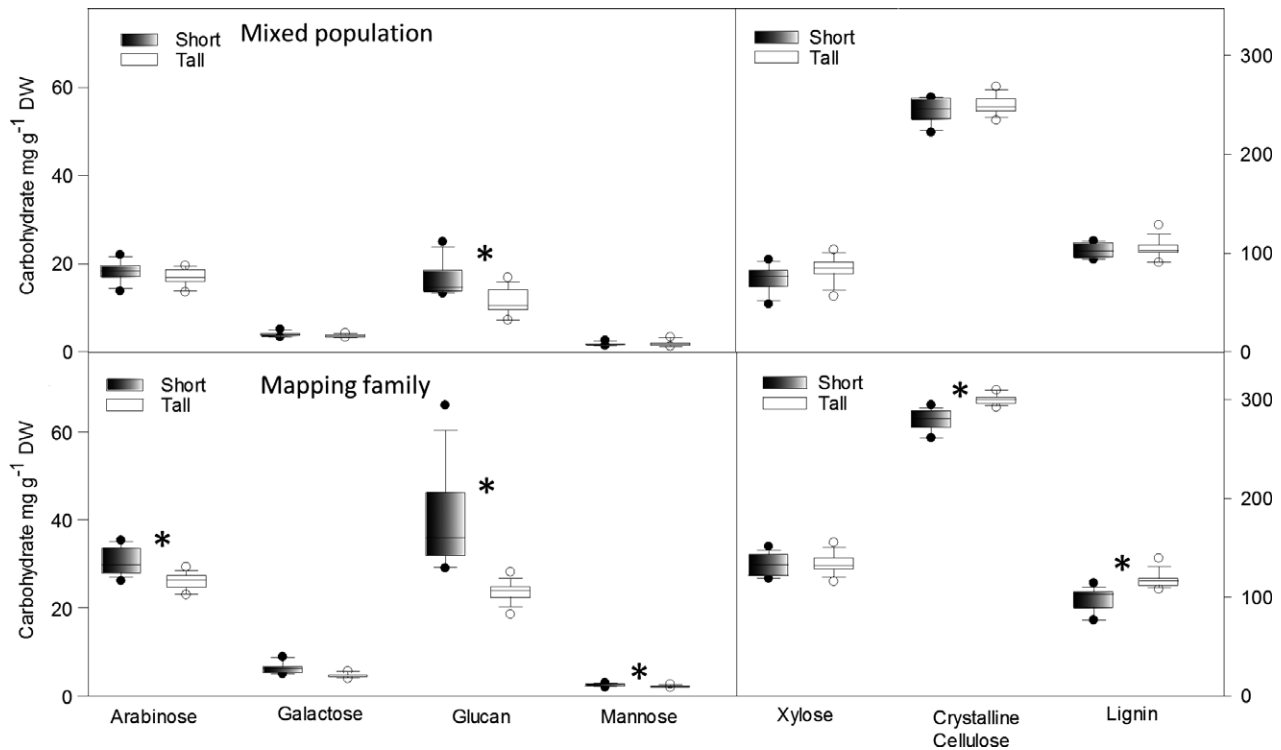 Mixed population
Short
Tall
Short
Tall
Carbohydrate mg g⁻¹ DW
60
40
20
0
300
200
100
0
*
Mapping family
Short
Tall
Short
Tall
Carbohydrate mg g⁻¹ DW
60
40
20
0
300
200
100
0
*
*
*
*
*
Arabinose
Galactose
Glucan
Mannose
Xylose
Crystalline
Cellulose
Lignin